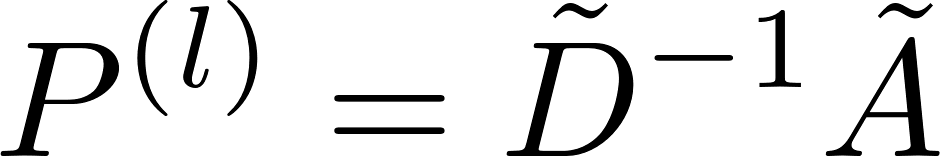 P^{(l)} = \tilde{D}^{-1} \tilde{A}